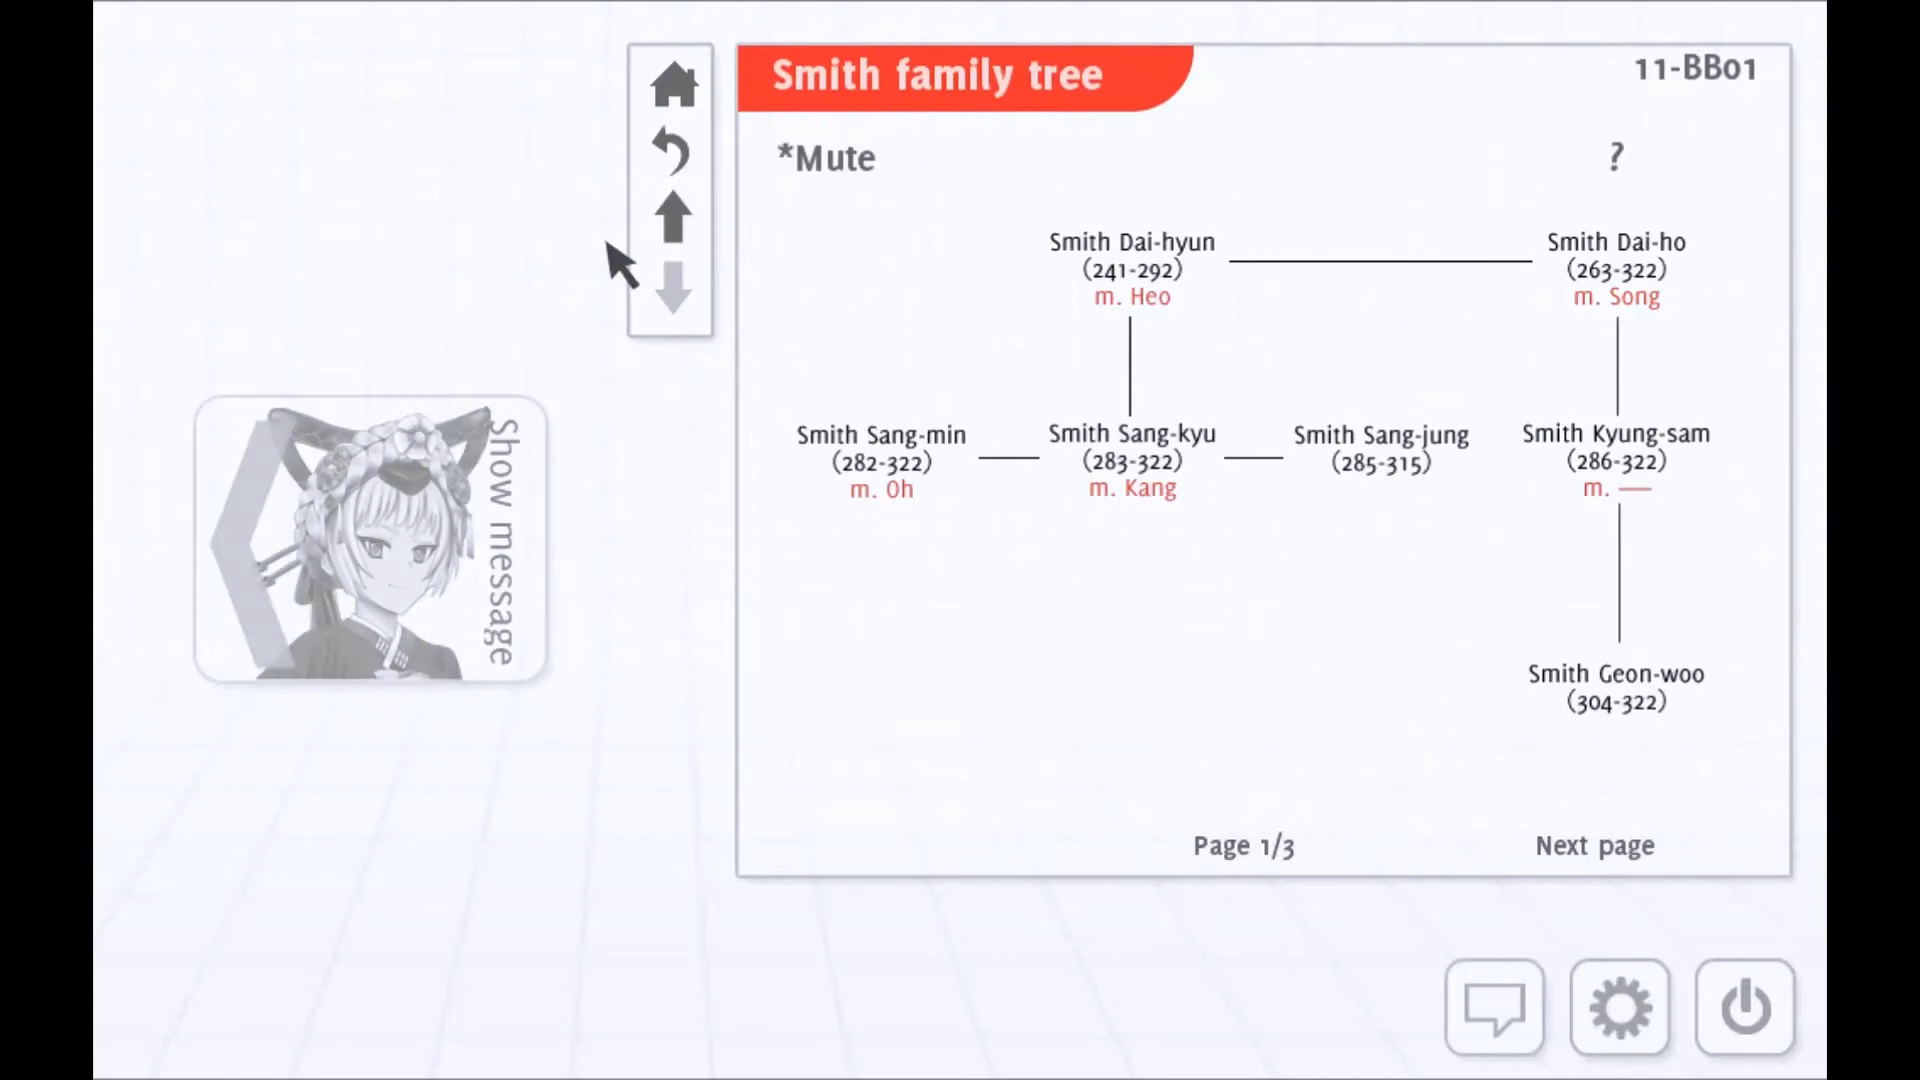 Smith family tree
11-BB01
*Mute
?
Smith Dai-hyun
(241-292)
m. Heo
Smith Dai-ho
(263-322)
m. Song
Smith Sang-min
(282-322)
m. Oh
Smith Sang-kyu
(283-322)
m. Kang
Smith Sang-jung
(285-315)
Smith Kyung-sam
(286-322)
m. —
Smith Geon-woo
(304-322)
Show message
Page 1/3
Next page